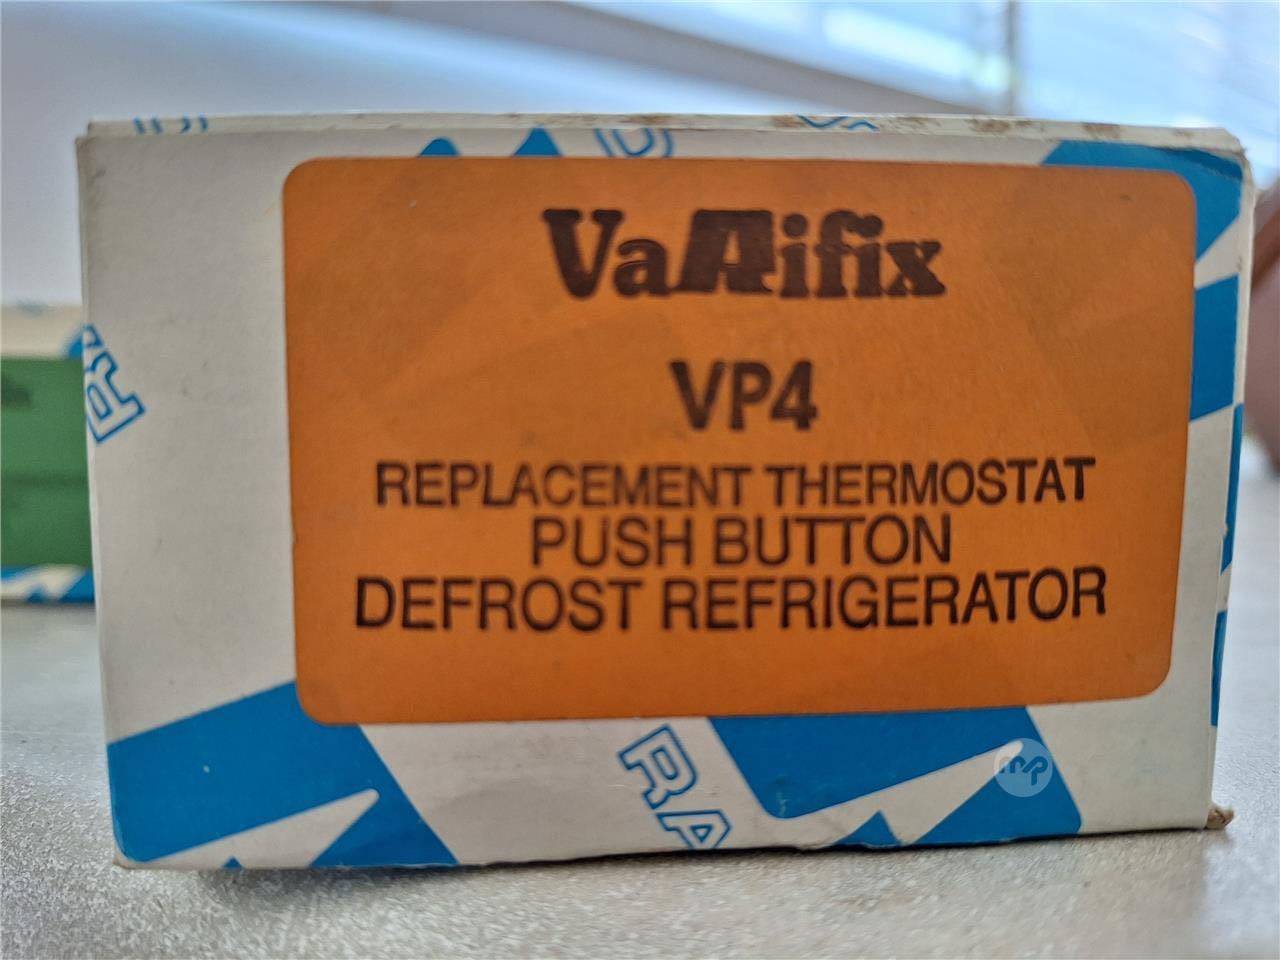 VaRifix
VP4
REPLACEMENT THERMOSTAT
PUSH BUTTON
DEFROST REFRIGERATOR